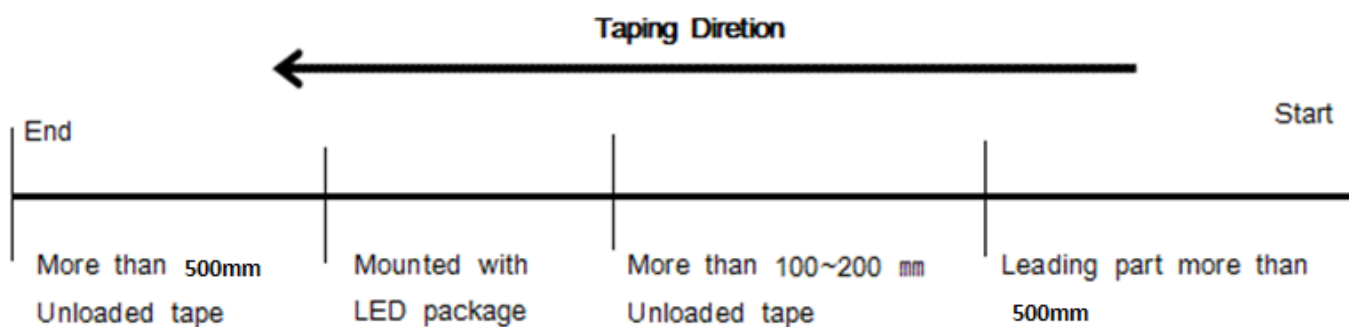 Taping Diretion
End
Start
More than 500mm
Unloaded tape
Mounted with
LED package
More than 100~200 ㎜
Unloaded tape
Leading part more than
500mm